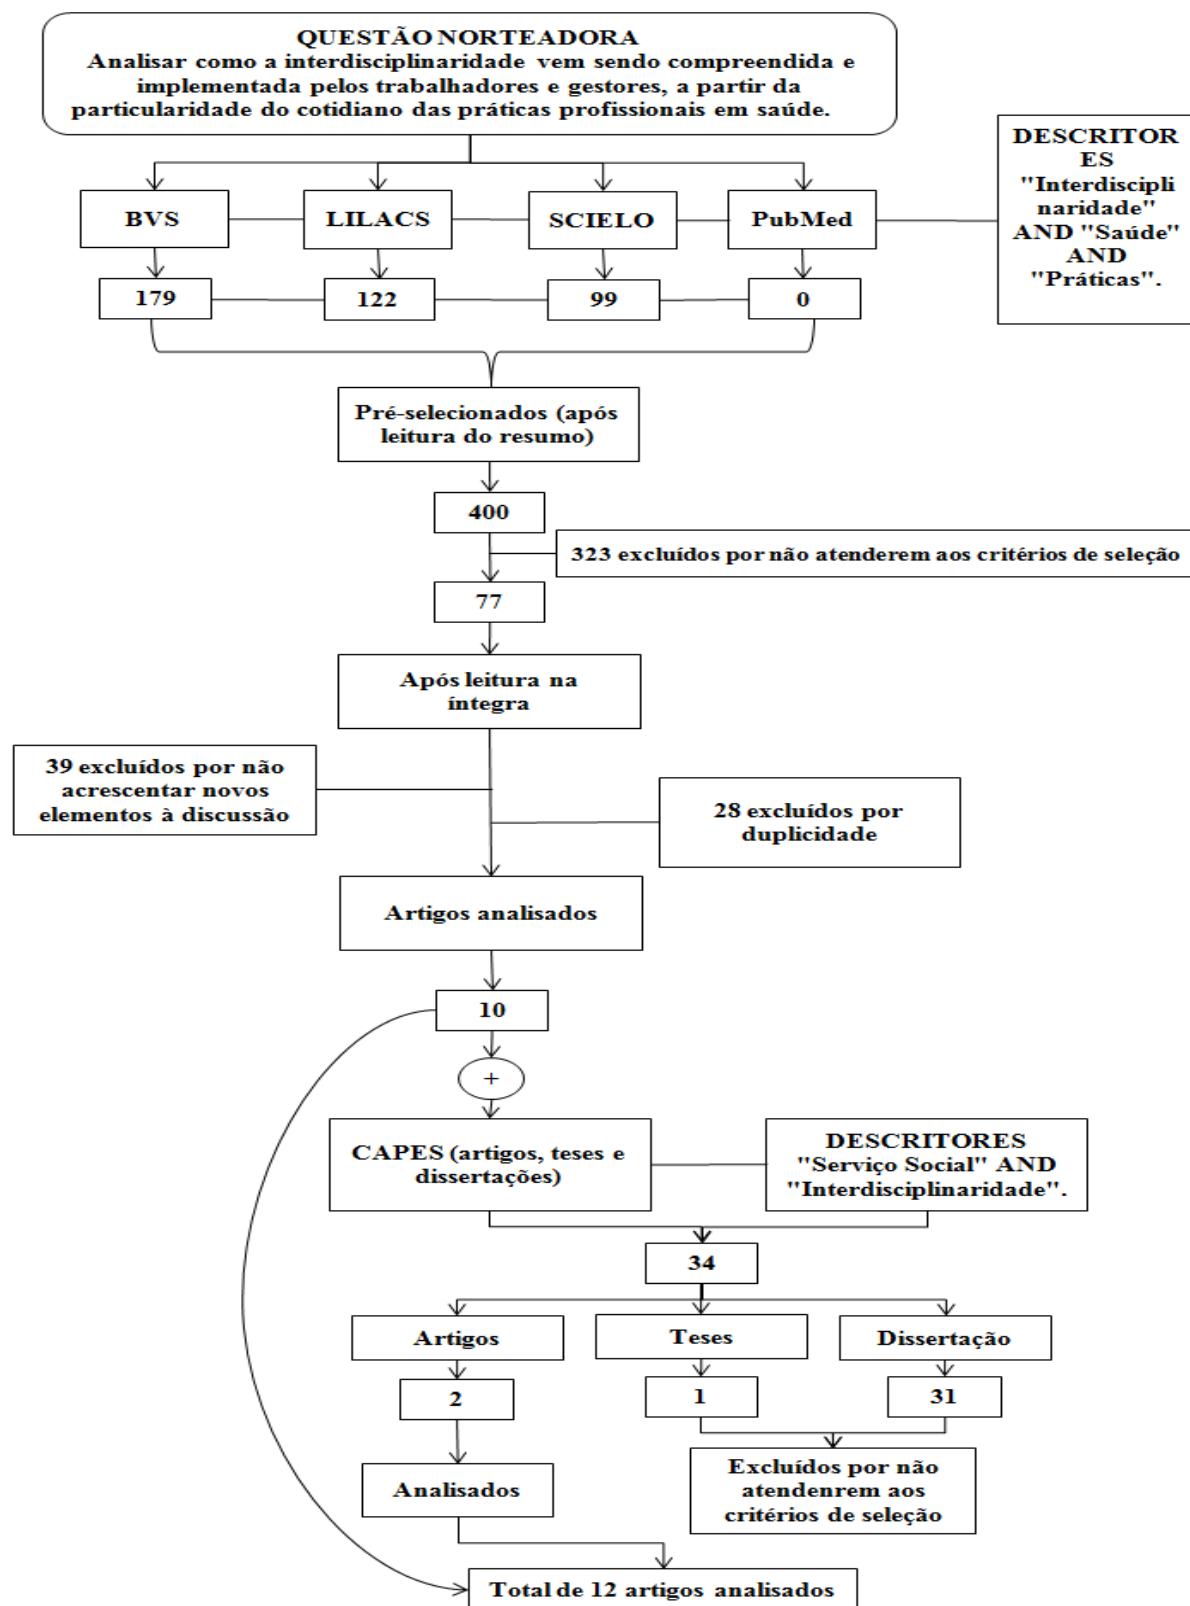 QUESTÃO NORTEADORA
Analisar como a interdisciplinaridade vem sendo compreendida e
implementada pelos trabalhadores e gestores, a partir da
particularidade do cotidiano das práticas profissionais em saúde.
DESCRITOR
ES
"Interdiscipli
naridade"
AND "Saúde"
AND
"Práticas".
BVS
LILACS
SCIELO
PubMed
179
122
99
0
Pré-selecionados (após
leitura do resumo)
400
323 excluídos por não atenderem aos critérios de seleção
77
Após leitura na
íntegra
39 excluídos por não
acrescentar novos
elementos à discussão
28 excluídos por
duplicidade
Artigos analisados
10
+
CAPES (artigos, teses e
dissertações)
DESCRITORES
"Serviço Social" AND
"Interdisciplinaridade".
34
Artigos
Teses
Dissertação
2
1
31
Analisados
Excluídos por não
atendenrem aos
critérios de seleção
Total de 12 artigos analisados